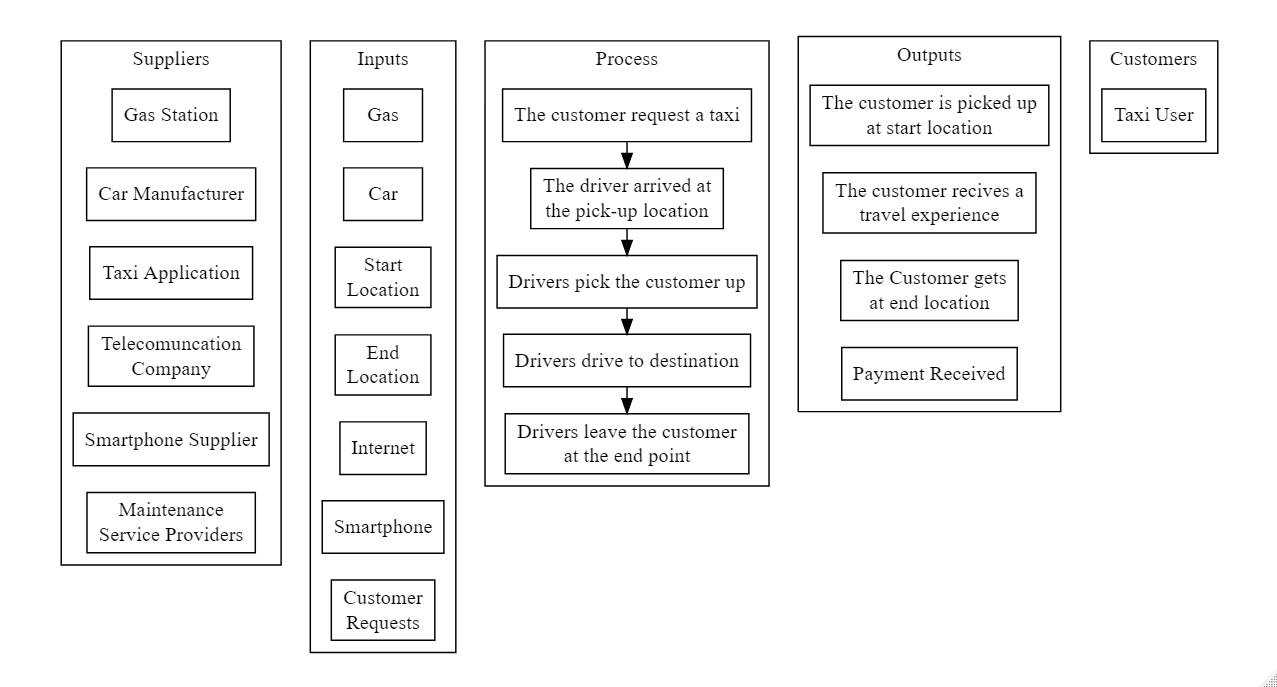 Suppliers
Gas Station
Car Manufacturer
Taxi Application
Telecomuncation
Company
Smartphone Supplier
Maintenance
Service Providers
Inputs
Gas
Car
Start
Location
End
Location
Internet
Smartphone
Customer
Requests
Process
The customer request a taxi
The driver arrived at
the pick-up location
Drivers pick the customer up
Drivers drive to destination
Drivers leave the customer
at the end point
Outputs
The customer is picked up
at start location
The customer recives a
travel experience
The Customer gets
at end location
Payment Received
Customers
Taxi User